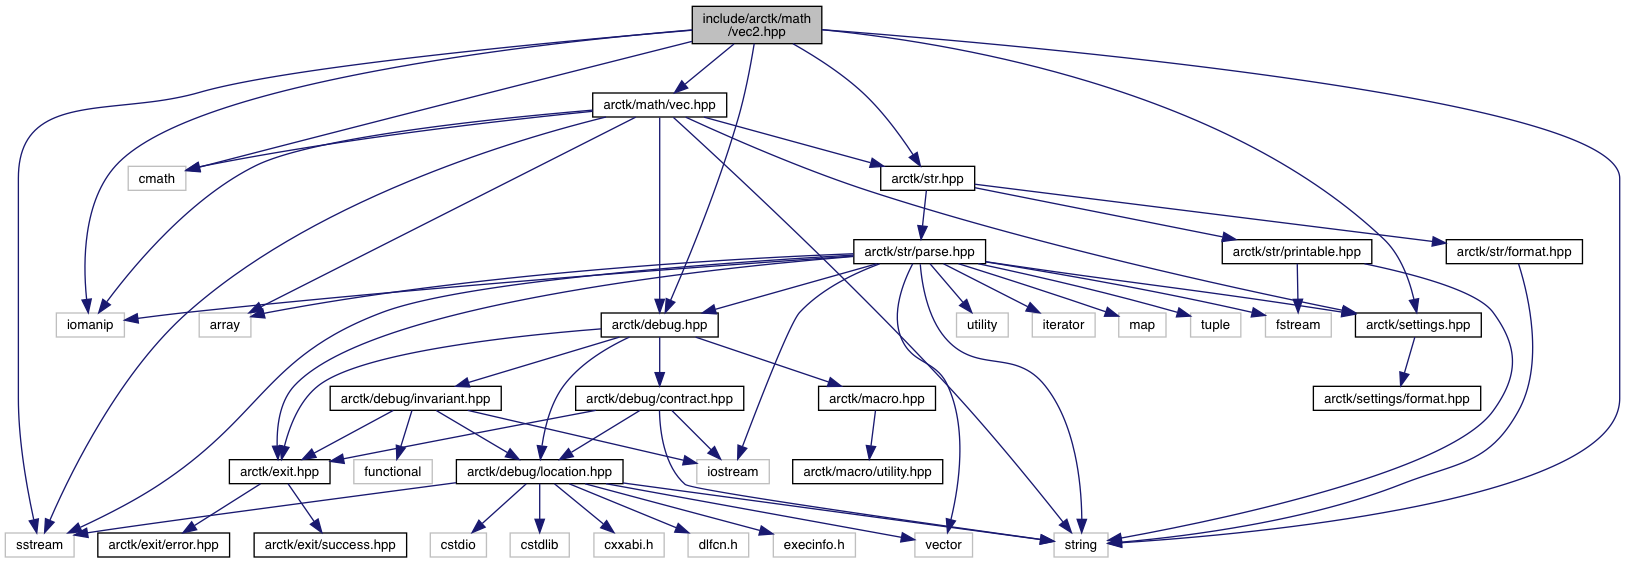 include/arctk/math
/vec2.hpp
arctk/math/vec.hpp
cmath
arctk/str.hpp
arctk/str/parse.hpp
arctk/str/printable.hpp
arctk/str/format.hpp
iomanip
array
arctk/debug.hpp
utility
iterator
map
tuple
fstream
arctk/settings.hpp
arctk/debug/invariant.hpp
arctk/debug/contract.hpp
arctk/macro.hpp
arctk/settings/format.hpp
arctk/exit.hpp
functional
arctk/debug/location.hpp
iostream
arctk/macro/utility.hpp
sstream
arctk/exit/error.hpp
arctk/exit/success.hpp
cstdio
cstdlib
cxxabi.h
dlfcn.h
execinfo.h
vector
string